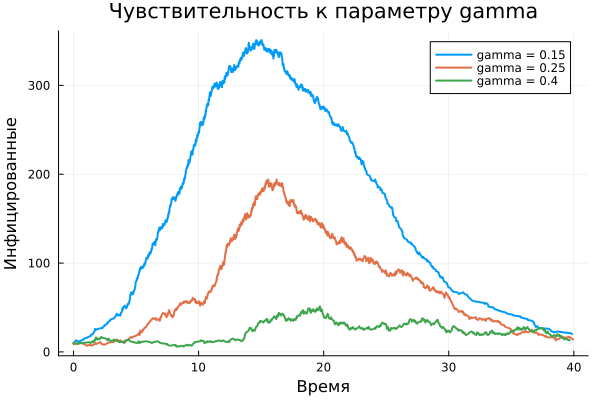 Чувствительность к параметру gamma
gamma = 0.15
gamma = 0.25
gamma = 0.4
Инфицированные
300
200
100
0
0 10 20 30 40
Время